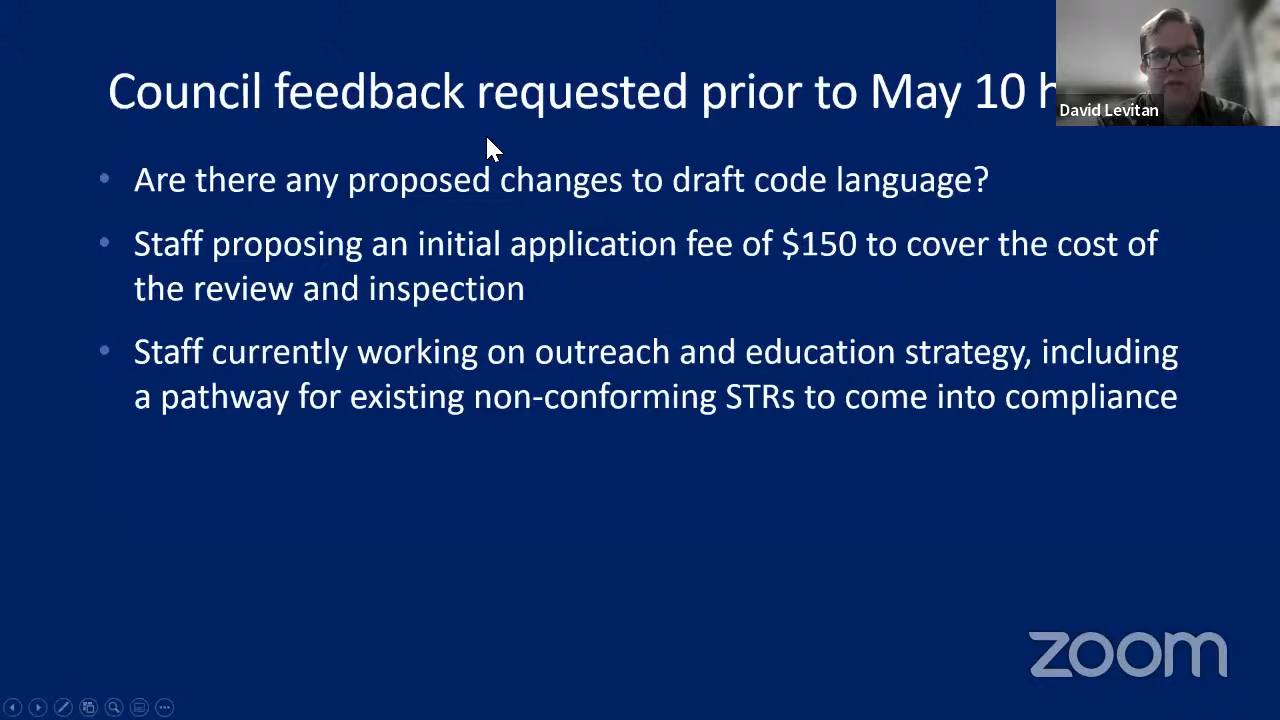 Council feedback requested prior to May 10
David Levitan
Are there any proposed changes to draft code language?
Staff proposing an initial application fee of $150 to cover the cost of
the review and inspection
Staff currently working on outreach and education strategy, including
a pathway for existing non-conforming STRs to come into compliance
zoom